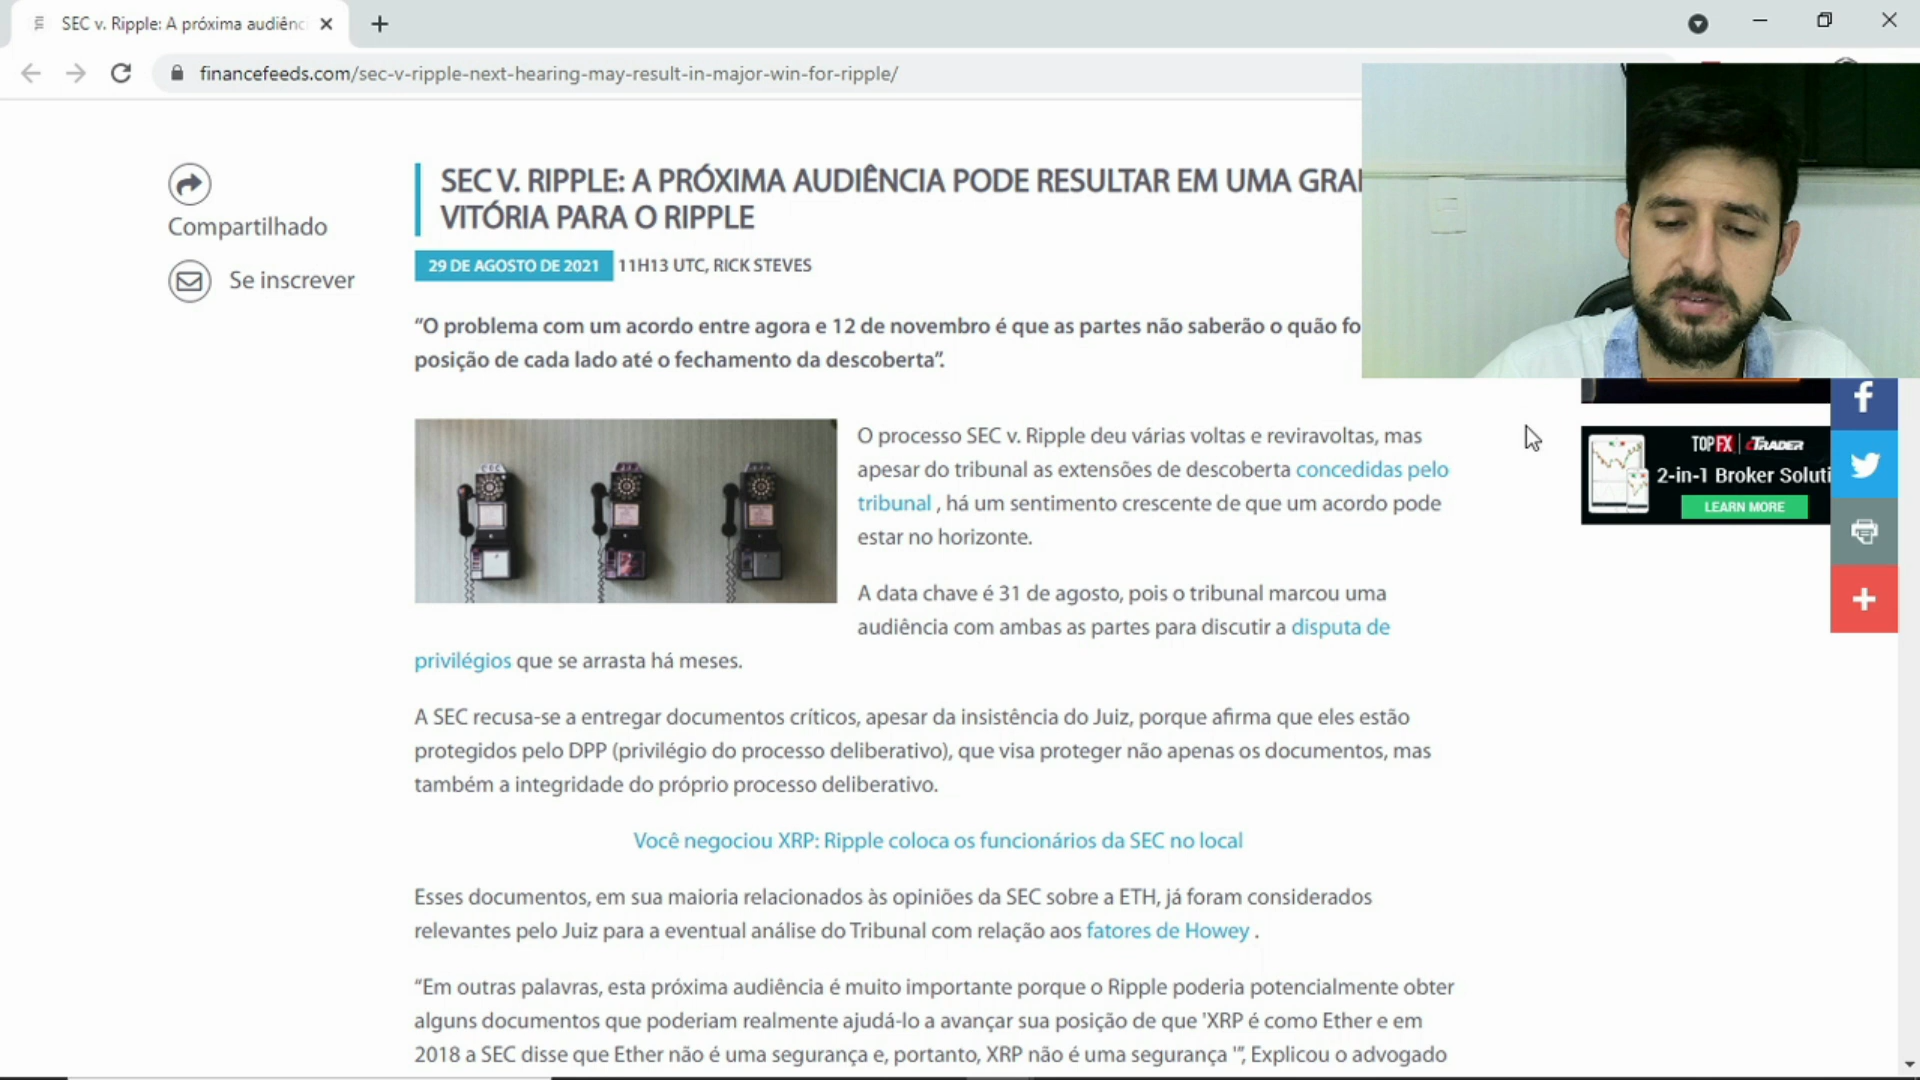 SEC v. Ripple: A próxima audiênc
financefeeds.com/sec-v-ripple-next-hearing-may-result-in-major-win-for-ripple/
Compartilhado
Se inscrever
SEC V. RIPPLE: A PRÓXIMA AUDIÊNCIA PODE RESULTAR EM UMA
VITÓRIA PARA O RIPPLE
29 DE AGOSTO DE 2021 11H13 UTC, RICK STEVES
“O problema com um acordo entre agora e 12 de novembro é que as partes não saberão o quão
posição de cada lado até o fechamento da descoberta”.
O processo SEC v. Ripple deu várias voltas e reviravoltas, mas
apesar do tribunal as extensões de descoberta concedidas pelo
tribunal , há um sentimento crescente de que um acordo pode
estar no horizonte.
A data chave é 31 de agosto, pois o tribunal marcou uma
audiência com ambas as partes para discutir a disputa de
privilégios que se arrasta há meses.
A SEC recusa-se a entregar documentos críticos, apesar da insistência do Juiz, porque afirma que eles estão
protegidos pelo DPP (privilégio do processo deliberativo), que visa proteger não apenas os documentos, mas
também a integridade do próprio processo deliberativo.
Você negociou XRP: Ripple coloca os funcionários da SEC no local
Esses documentos, em sua maioria relacionados às opiniões da SEC sobre a ETH, já foram considerados
relevantes pelo Juiz para a eventual análise do Tribunal com relação aos fatores de Howey .
“Em outras palavras, esta próxima audiência é muito importante porque o Ripple poderia potencialmente obter
alguns documentos que poderiam realmente ajudá-lo a avançar sua posição de que 'XRP é como Ether e em
2018 a SEC disse que Ether não é uma segurança e, portanto, XRP não é uma segurança '”, Explicou o advogado
TOP FX cTRADER
2-in-1 Broker Soluti
LEARN MORE